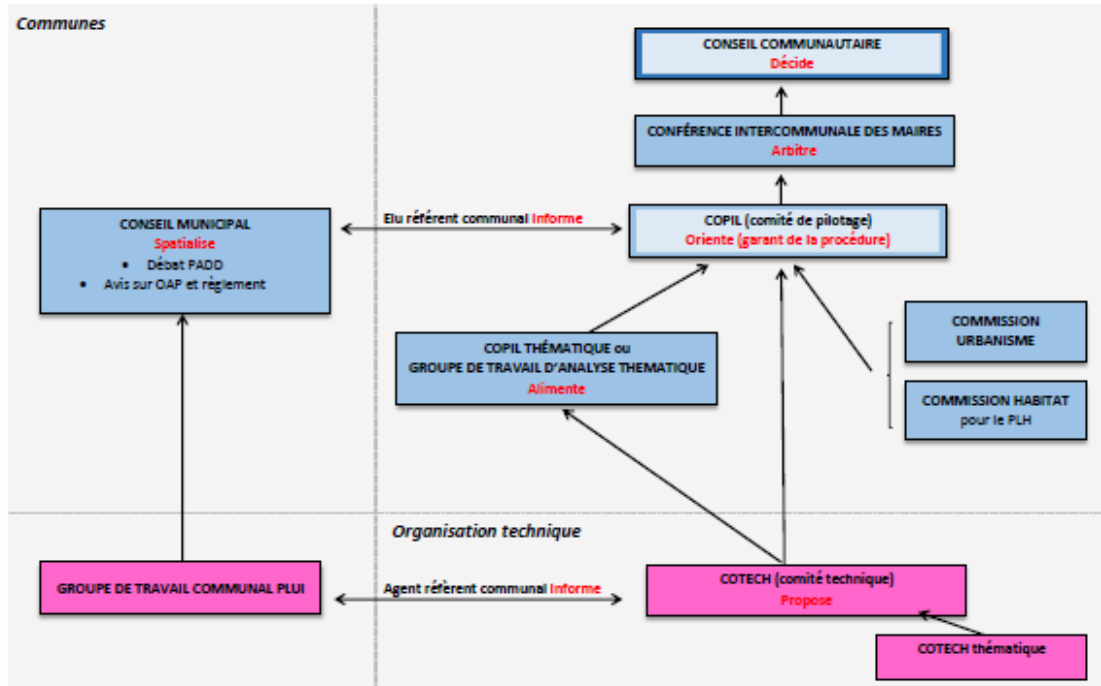 Communes
CONSEIL COMMUNAUTAIRE
Décide
CONFÉRENCE INTERCOMMUNALE DES MAIRES
Arbitre
CONSEIL MUNICIPAL
Spatialise
• Débat PADD
• Avis sur OAP et règlement
Elu référent communal Informe
COPIL (comité de pilotage)
Oriente (garant de la procédure)
COPIL THÉMATIQUE ou
GROUPE DE TRAVAIL D'ANALYSE THEMATIQUE
Alimente
COMMISSION
URBANISME
COMMISSION HABITAT
pour le PLH
Organisation technique
GROUPE DE TRAVAIL COMMUNAL PLUI
Agent réfèrent communal Informe
COTECH (comité technique)
Propose
COTECH thématique